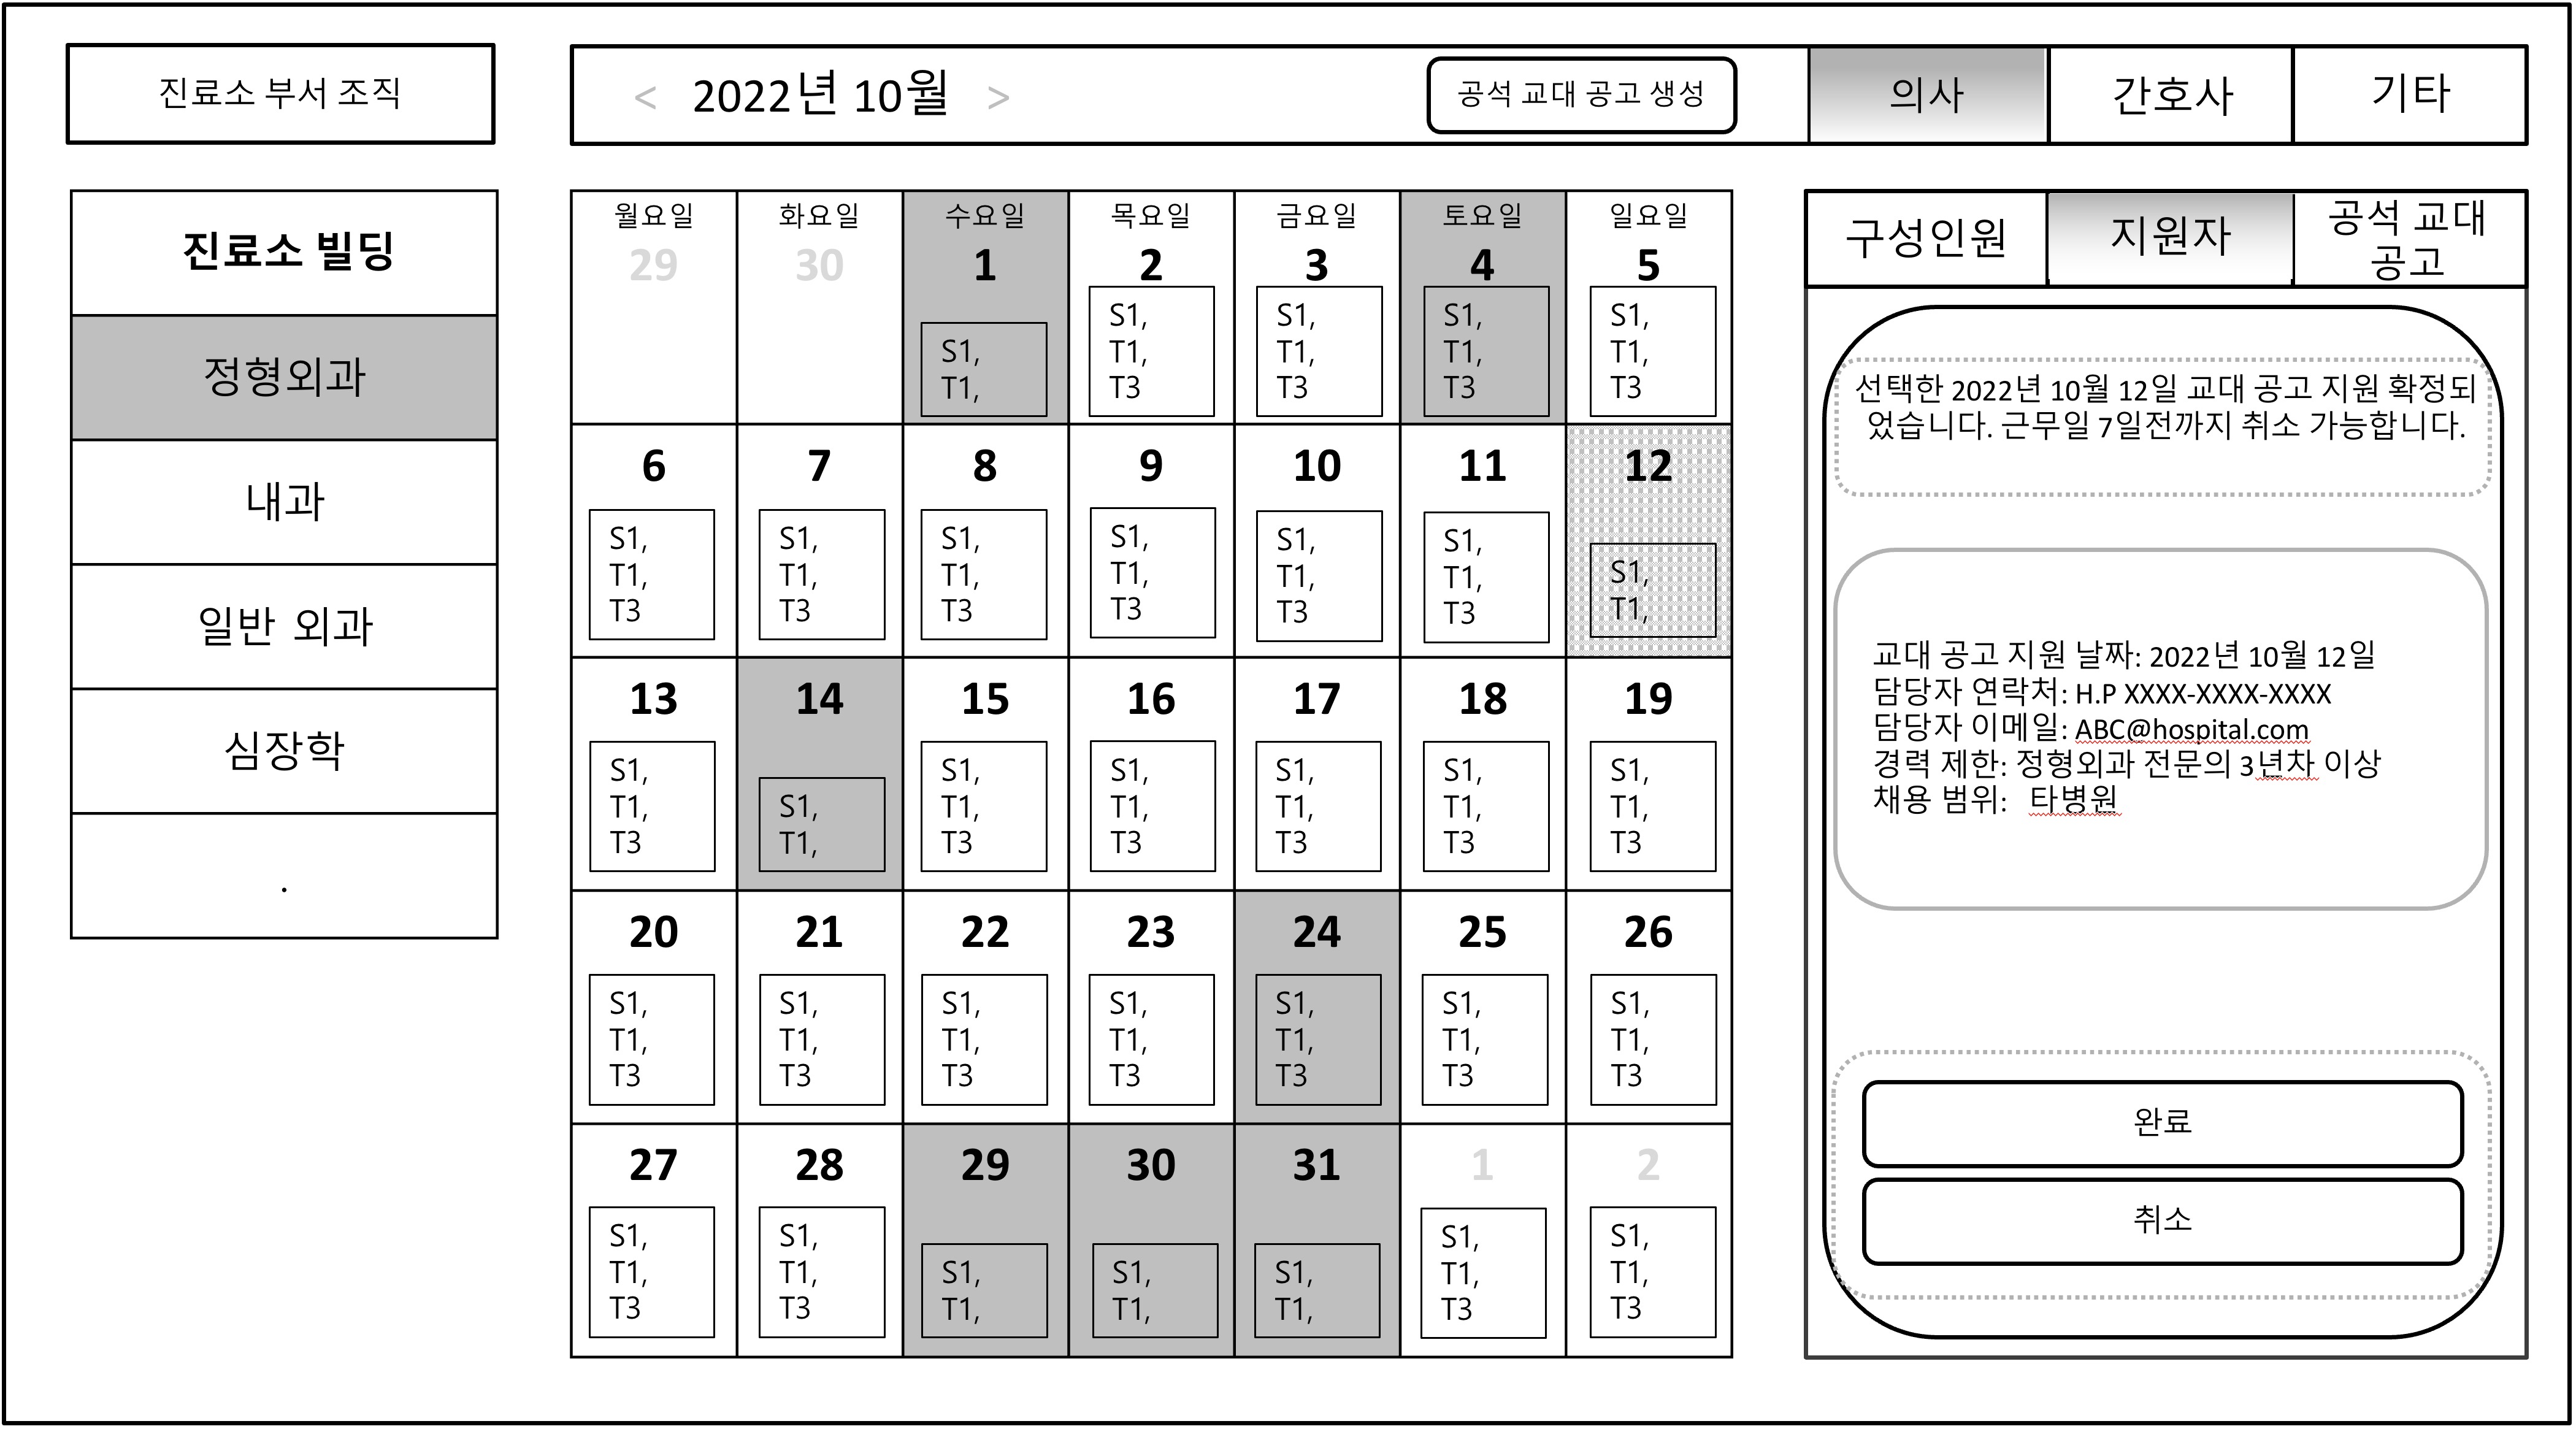 진료소 부서 조직
< 2022년 10월 >
공석 교대 공고 생성
의사
간호사
기타
진료소 빌딩
정형외과
내과
일반 외과
심장학
.
월요일 화요일 수요일 목요일 금요일 토요일 일요일
29 30 1 2 3 4 5
S1,
T1,
S1,
T1,
T3
S1,
T1,
T3
S1,
T1,
T3
S1,
T1,
T3
6 7 8 9 10 11 12
S1,
T1,
T3
S1,
T1,
T3
S1,
T1,
T3
S1,
T1,
T3
S1,
T1,
T3
S1,
T1,
T3
S1,
T1,
13 14 15 16 17 18 19
S1,
T1,
T3
S1,
T1,
S1,
T1,
T3
S1,
T1,
T3
S1,
T1,
T3
S1,
T1,
T3
S1,
T1,
T3
20 21 22 23 24 25 26
S1,
T1,
T3
S1,
T1,
T3
S1,
T1,
T3
S1,
T1,
T3
S1,
T1,
T3
S1,
T1,
T3
S1,
T1,
T3
27 28 29 30 31 1 2
S1,
T1,
T3
S1,
T1,
T3
S1,
T1,
S1,
T1,
S1,
T1,
S1,
T1,
T3
S1,
T1,
T3
구성인원
지원자
공석 교대
공고
선택한 2022년 10월 12일 교대 공고 지원 확정되
었습니다. 근무일 7일전까지 취소 가능합니다.
교대 공고 지원 날짜: 2022년 10월 12일
담당자 연락처: H.P XXXX-XXXX-XXXX
담당자 이메일: ABC@hospital.com
경력 제한: 정형외과 전문의 3년차 이상
채용 범위: 타병원
완료
취소